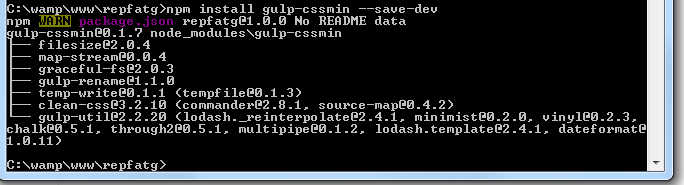 C:\wamp\www\repfatg>npm install gulp-cssmin --save-dev
npm WARN package.json repfatg@1.0.0 No README data
gulp-cssmin@0.1.7 node_modules\gulp-cssmin
├── filesize@2.0.4
├── map-stream@0.0.4
├── graceful-fs@2.0.3
├── gulp-rename@1.1.0
├── temp-write@0.1.1 (tempfile@0.1.3)
├── clean-css@3.2.10 (commander@2.8.1, source-map@0.4.2)
└── gulp-util@2.2.20 (lodash._reinterpolate@2.4.1, minimist@0.2.0, vinyl@0.2.3,
chalk@0.5.1, through2@0.5.1, multipipe@0.1.2, lodash.template@2.4.1, dateformat@
1.0.11)
C:\wamp\www\repfatg>